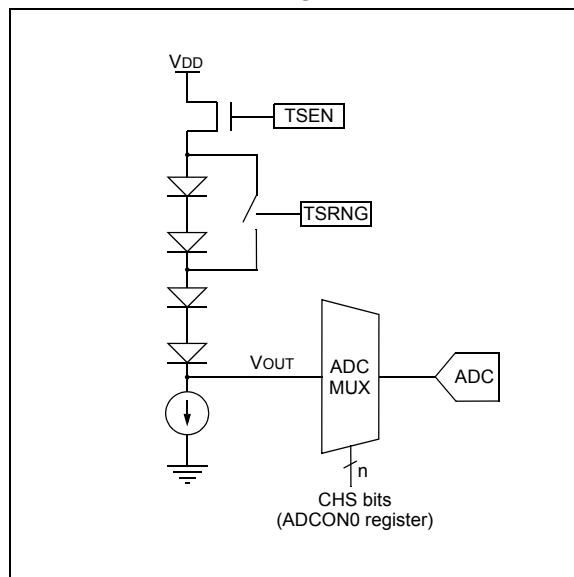 VDD
TSEN
TSRNG
VOUT
ADC
MUX
ADC
n
CHS bits
(ADCON0 register)